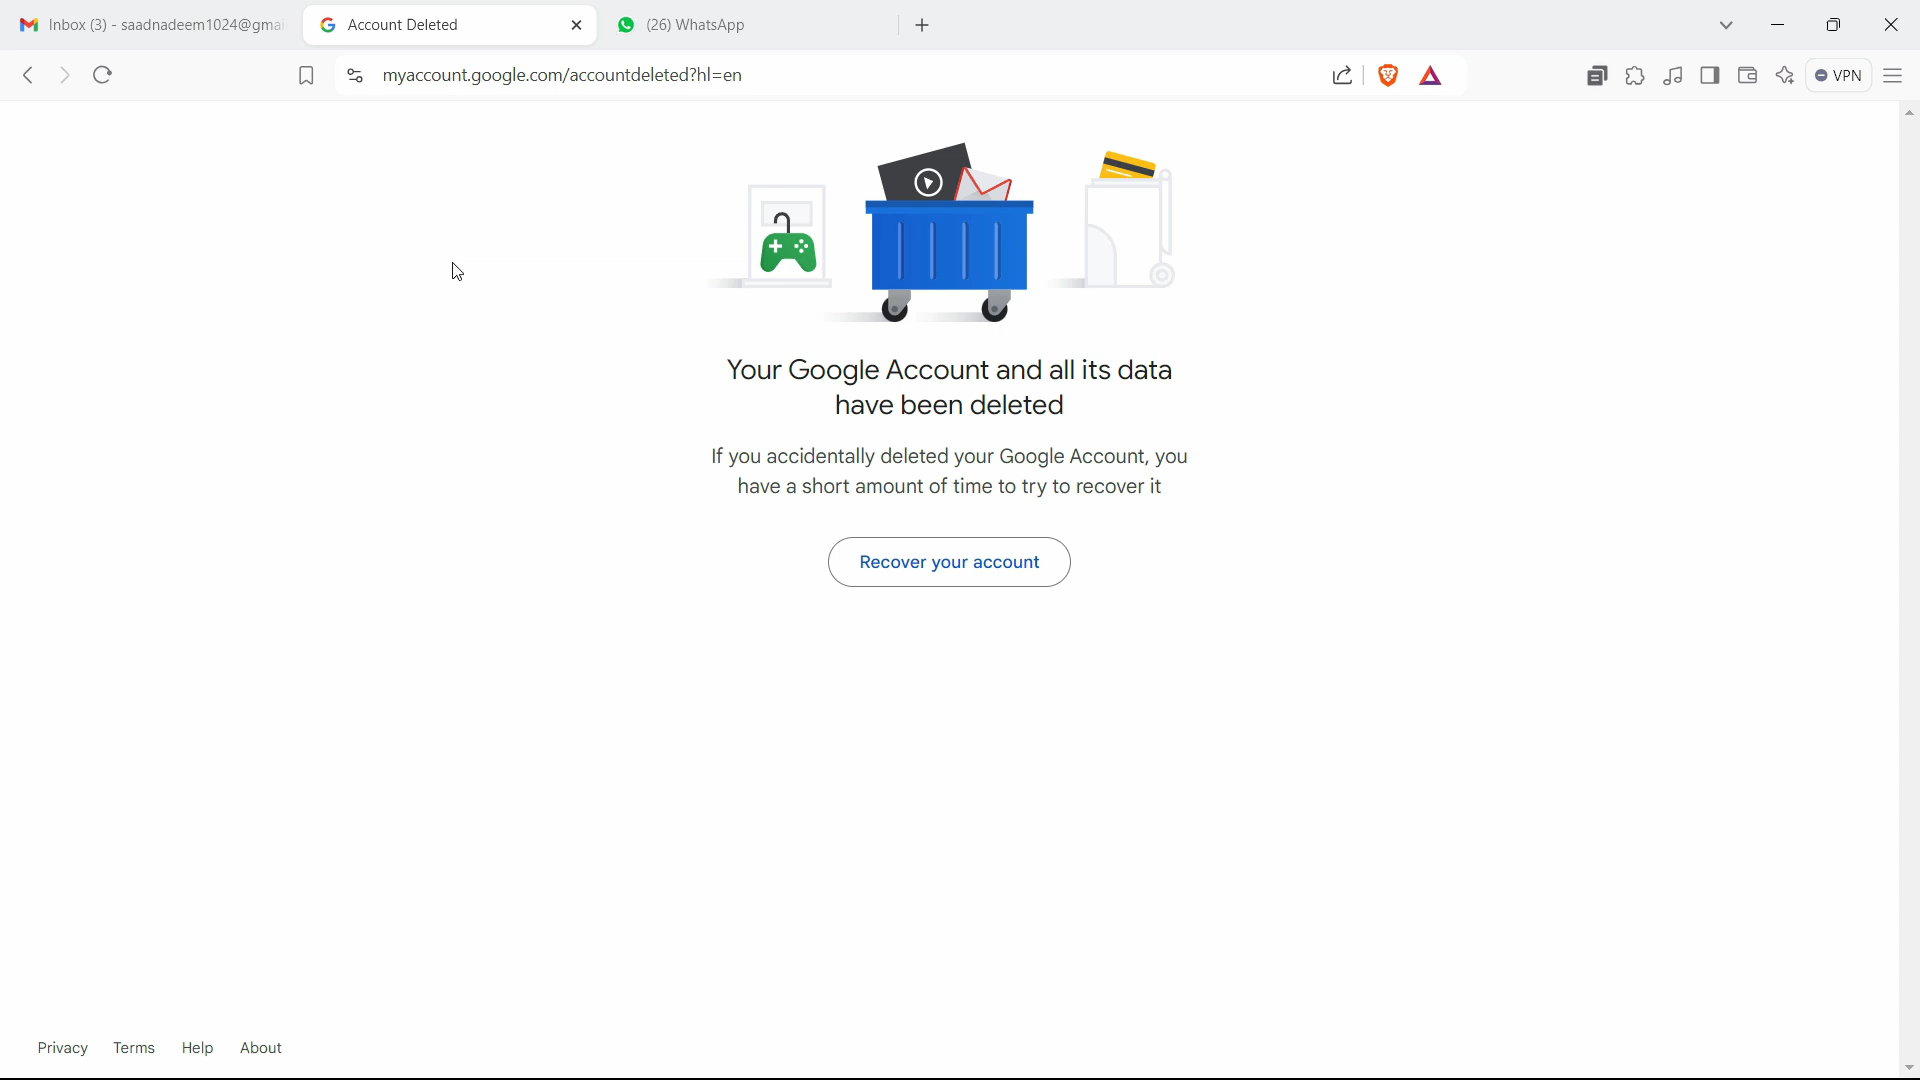 Inbox (3) - saadnadeem1024@gmai
Account Deleted
(26) WhatsApp
myaccount.google.com/accountdeleted?hl=en
VPN
Your Google Account and all its data
have been deleted
If you accidentally deleted your Google Account, you
have a short amount of time to try to recover it
Recover your account
Privacy Terms Help About